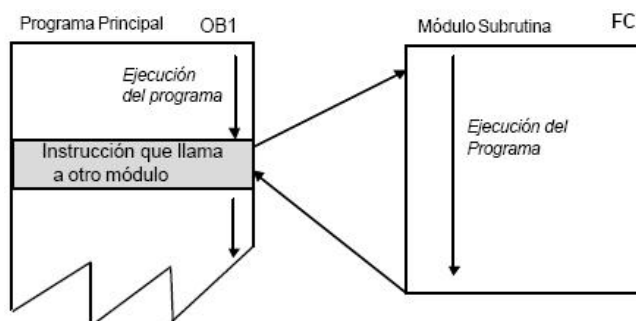 Programa Principal OB1
Ejecución
del programa
Instrucción que llama
a otro módulo
Módulo Subrutina FC
Ejecución del
Programa